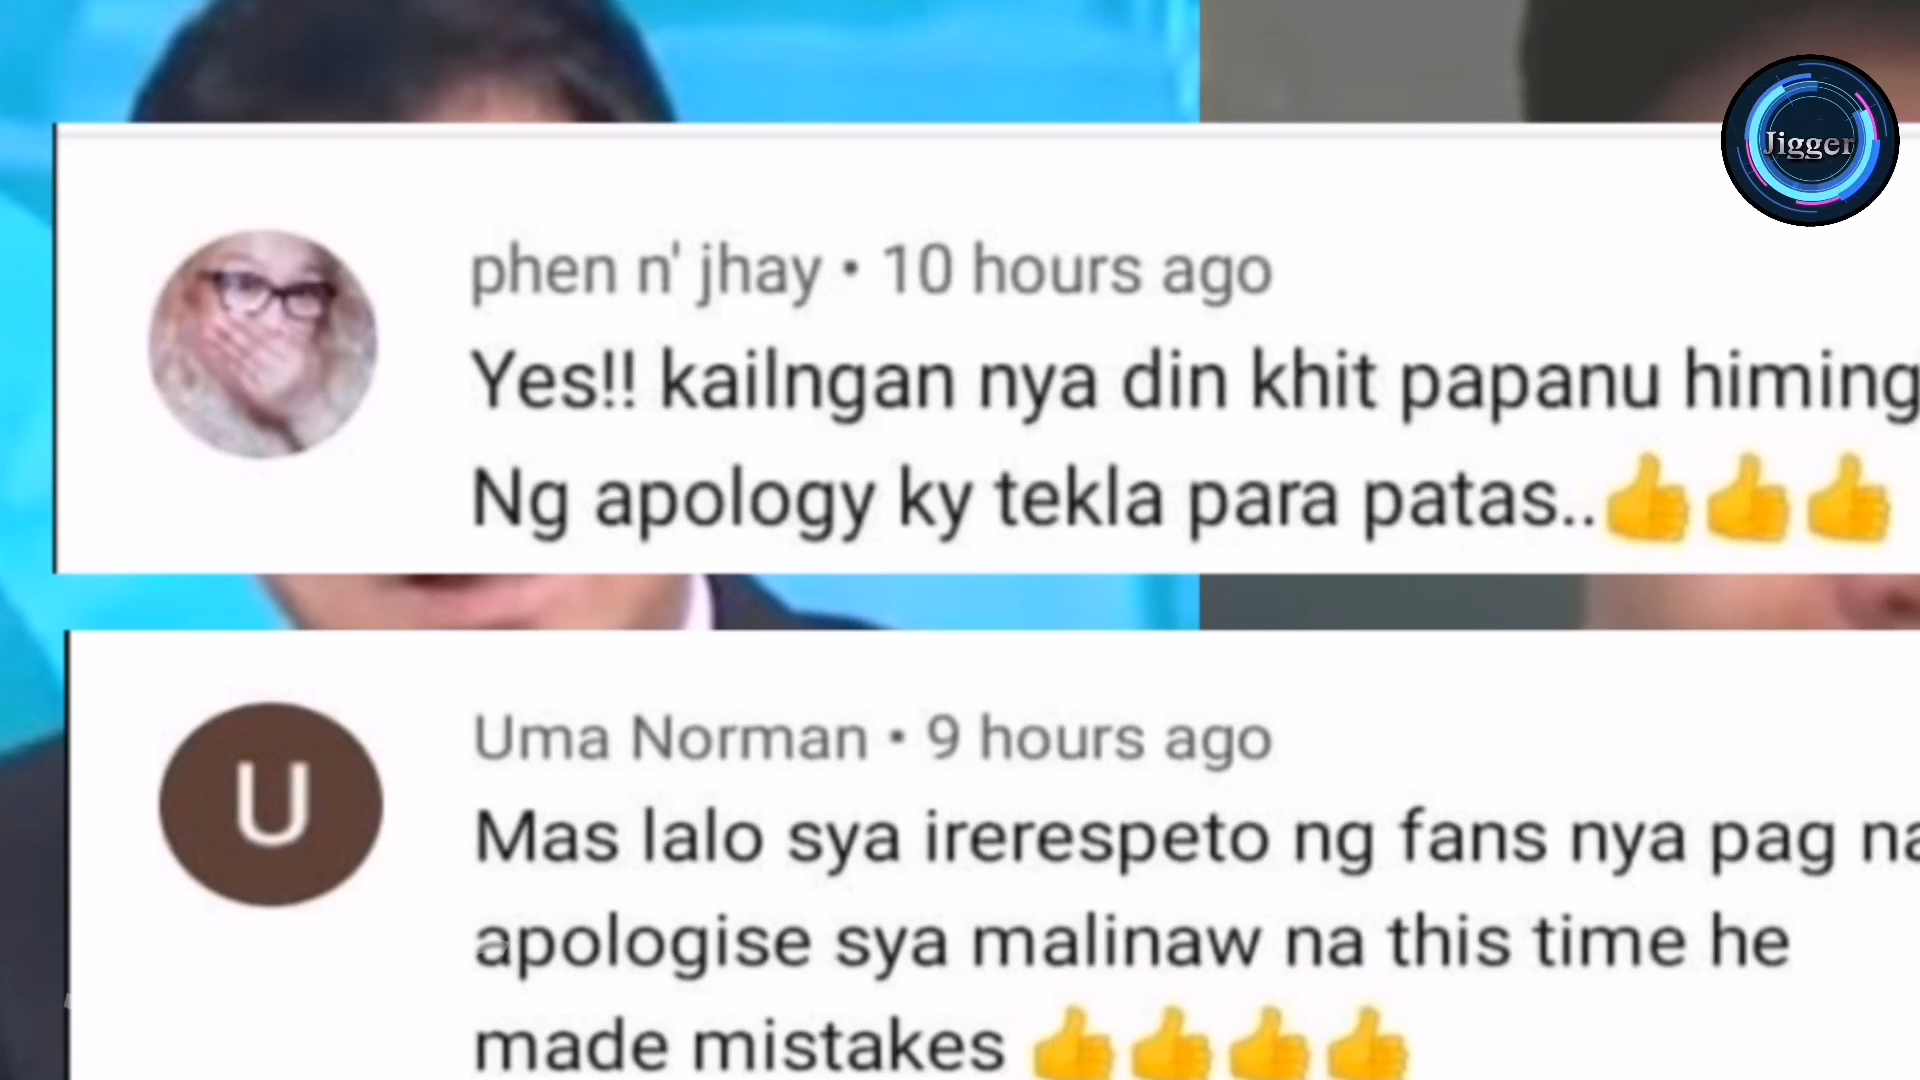 Jigger
phen n' jhay • 10 hours ago
Yes!! kailngan nya din khit papanu himing
Ng apology ky tekla para patas..👍👍👍
U
Uma Norman • 9 hours ago
Mas lalo sya irerespeto ng fans nya pag na
apologise sya malinaw na this time he
made mistakes 👍👍👍👍